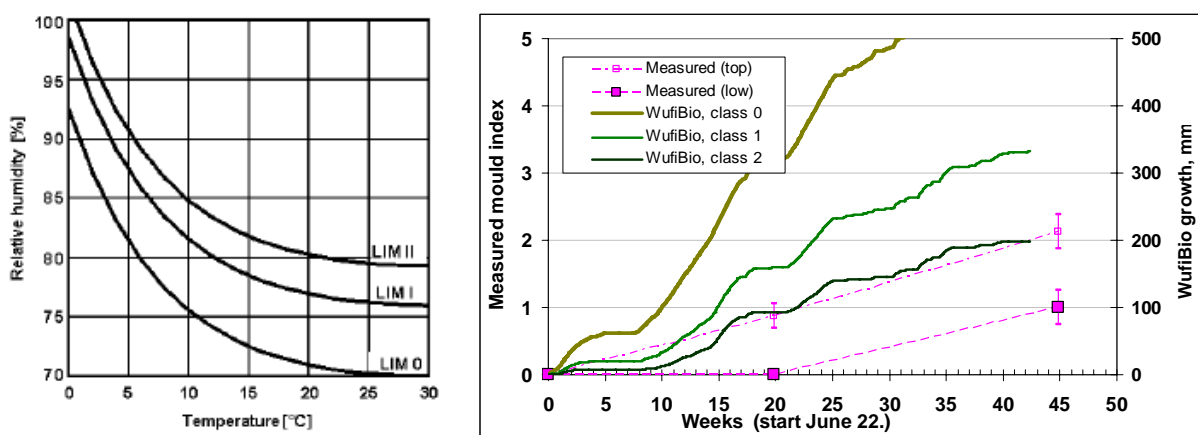 100
95
90
85
80
75
70
Relative humidity [%]
LIM II
LIM I
LIM 0
0 5 10 15 20 25 30
Temperature [°C]
5
4
3
2
1
0
Measured mould index
Measured (top)
Measured (low)
WufiBio, class 0
WufiBio, class 1
WufiBio, class 2
500
400
300
200
100
0
WufiBio growth, mm
0 5 10 15 20 25 30 35 40 45 50
Weeks (start June 22.)